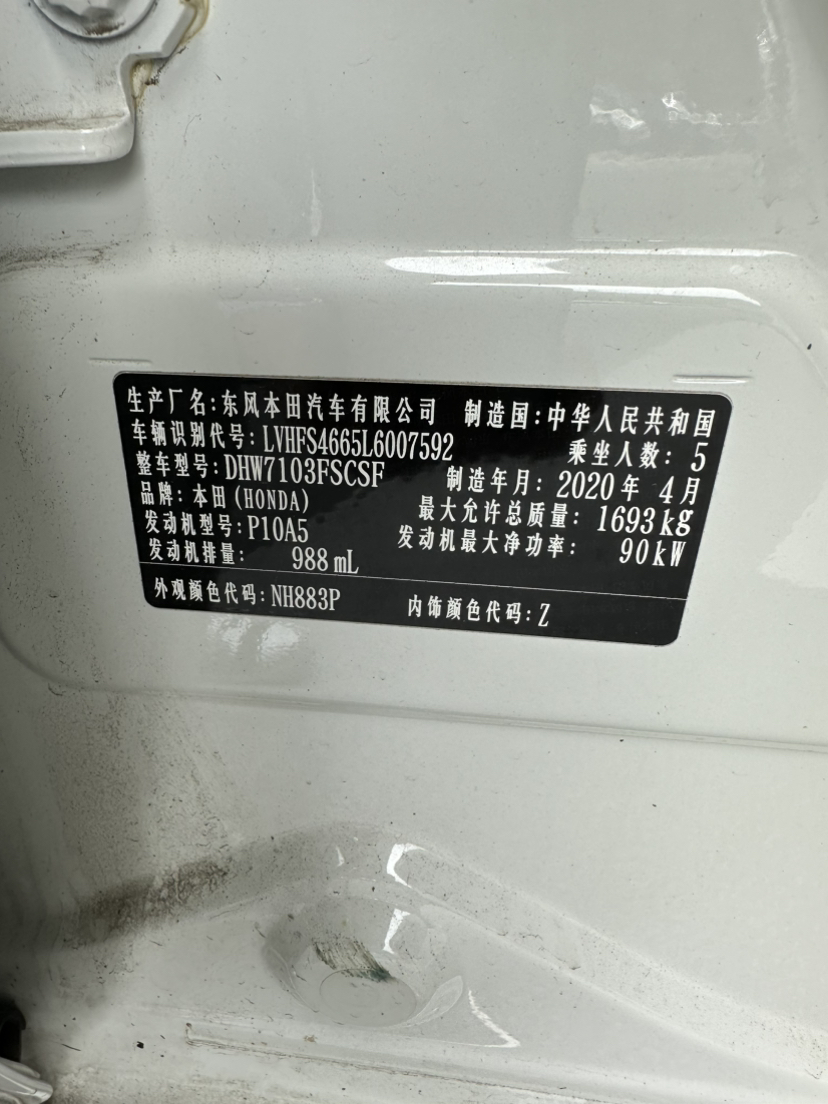 生产厂名:东风本田汽车有限公司 制造国:中华人民共和国
车辆识别代号:LVHFS4665L6007592 乘坐人数:5
整车型号:DHW7103FSCSF 制造年月:2020年 4月
品牌:本田(HONDA) 最大允许总质量:1693kg
发动机型号:P10A5 发动机最大净功率:90kW
发动机排量: 988mL
外观颜色代码:NH883P 内饰颜色代码:Z